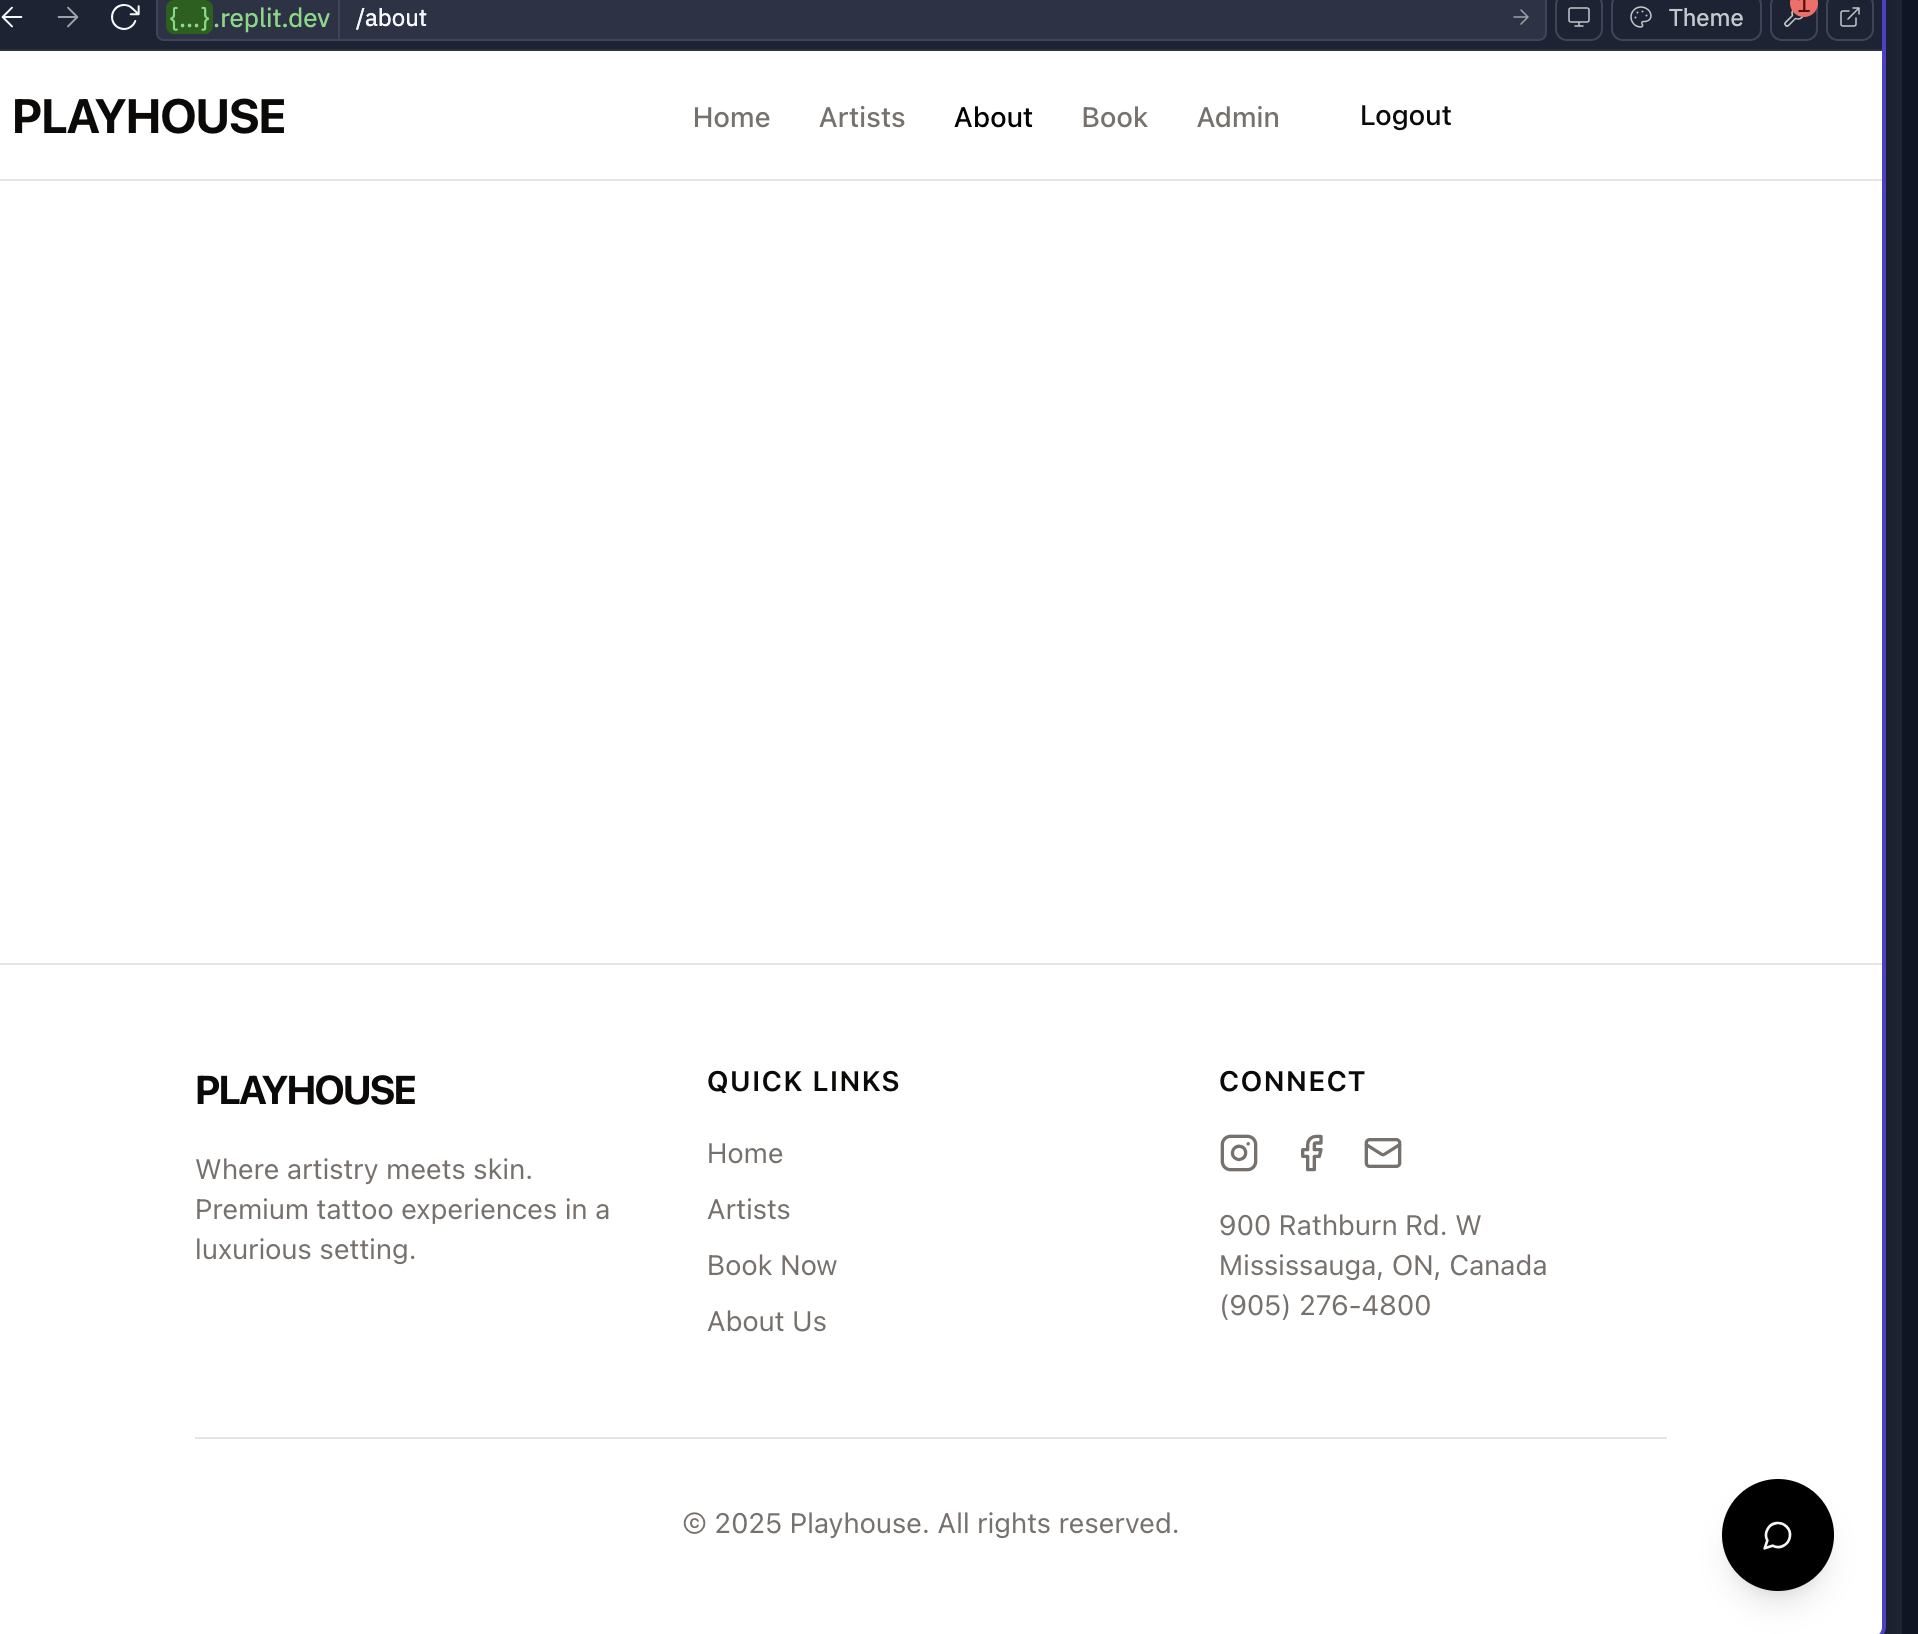 {...}.replit.dev /about
Theme
1
PLAYHOUSE
Home Artists About Book Admin Logout
PLAYHOUSE
Where artistry meets skin.
Premium tattoo experiences in a
luxurious setting.
QUICK LINKS
Home
Artists
Book Now
About Us
CONNECT
900 Rathburn Rd. W
Mississauga, ON, Canada
(905) 276-4800
© 2025 Playhouse. All rights reserved.